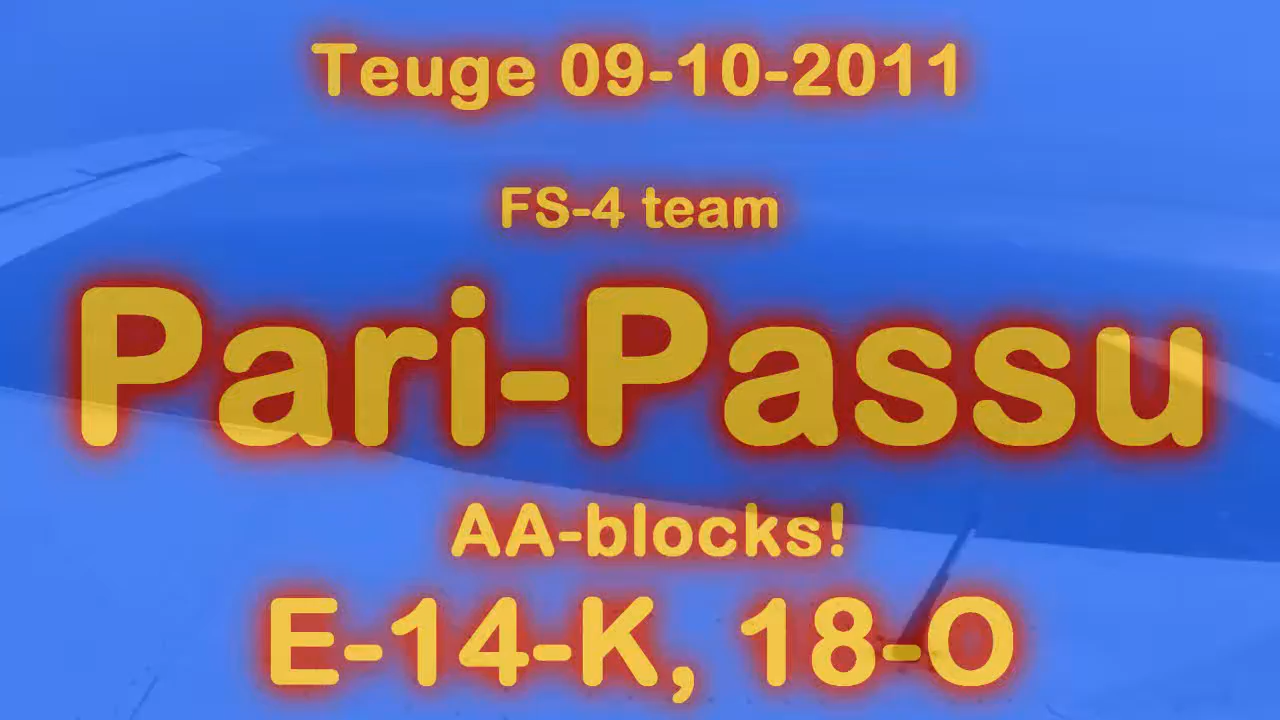 Teuge 09-10-2011
FS-4 team
Pari-Passu
AA-blocks!
E-14-K, 18-O